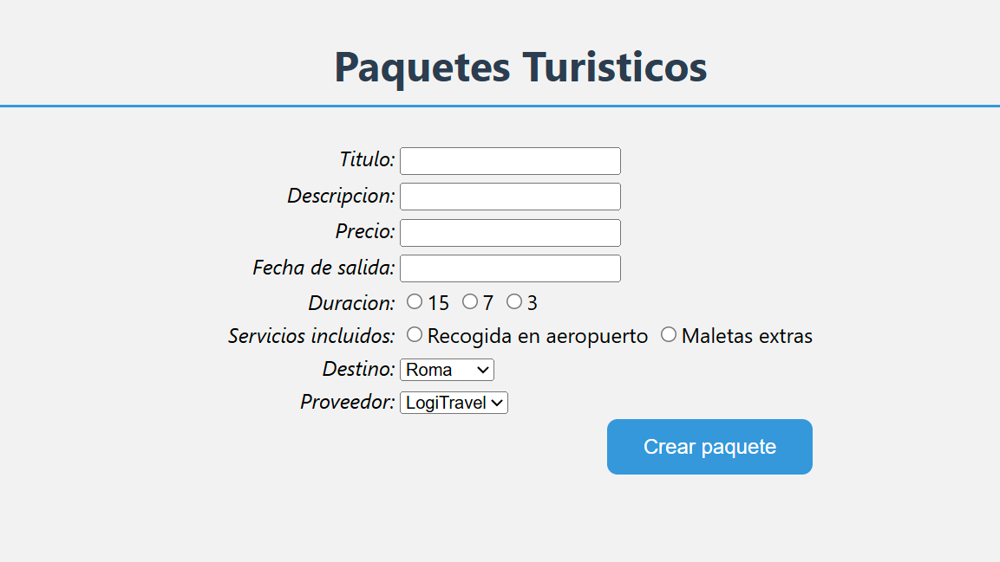 Paquetes Turisticos
Titulo:
Descripcion:
Precio:
Fecha de salida:
Duracion: 15 7 3
Servicios incluidos: Recogida en aeropuerto Maletas extras
Destino: Roma
Proveedor: LogiTravel
Crear paquete